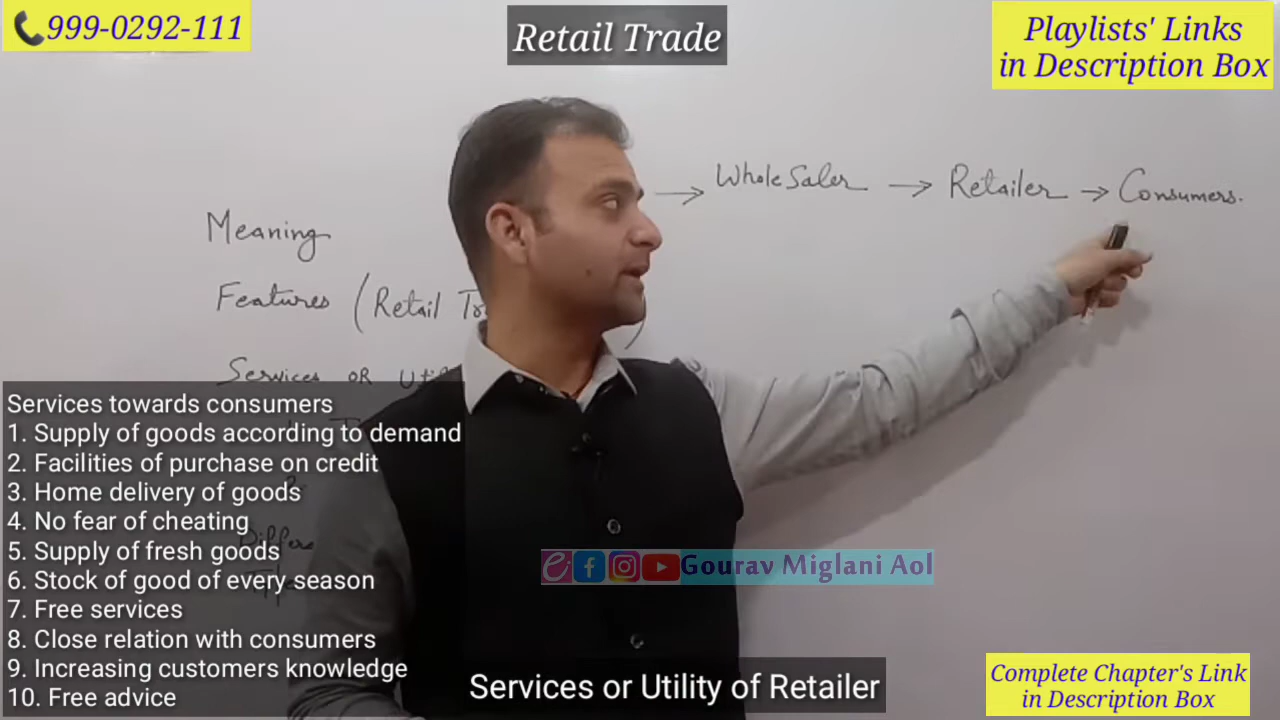 999-0292-111
Retail Trade
Playlists' Links
in Description Box
→ WholeSaler → Retailer → Consumers.
Meaning
Features (Retail
Services OR
Services towards consumers
1. Supply of goods according to demand
2. Facilities of purchase on credit
3. Home delivery of goods
4. No fear of cheating
5. Supply of fresh goods
6. Stock of good of every season
7. Free services
8. Close relation with consumers
9. Increasing customers knowledge
10. Free advice
Gourav Miglani Aol
Services or Utility of Retailer
Complete Chapter's Link
in Description Box